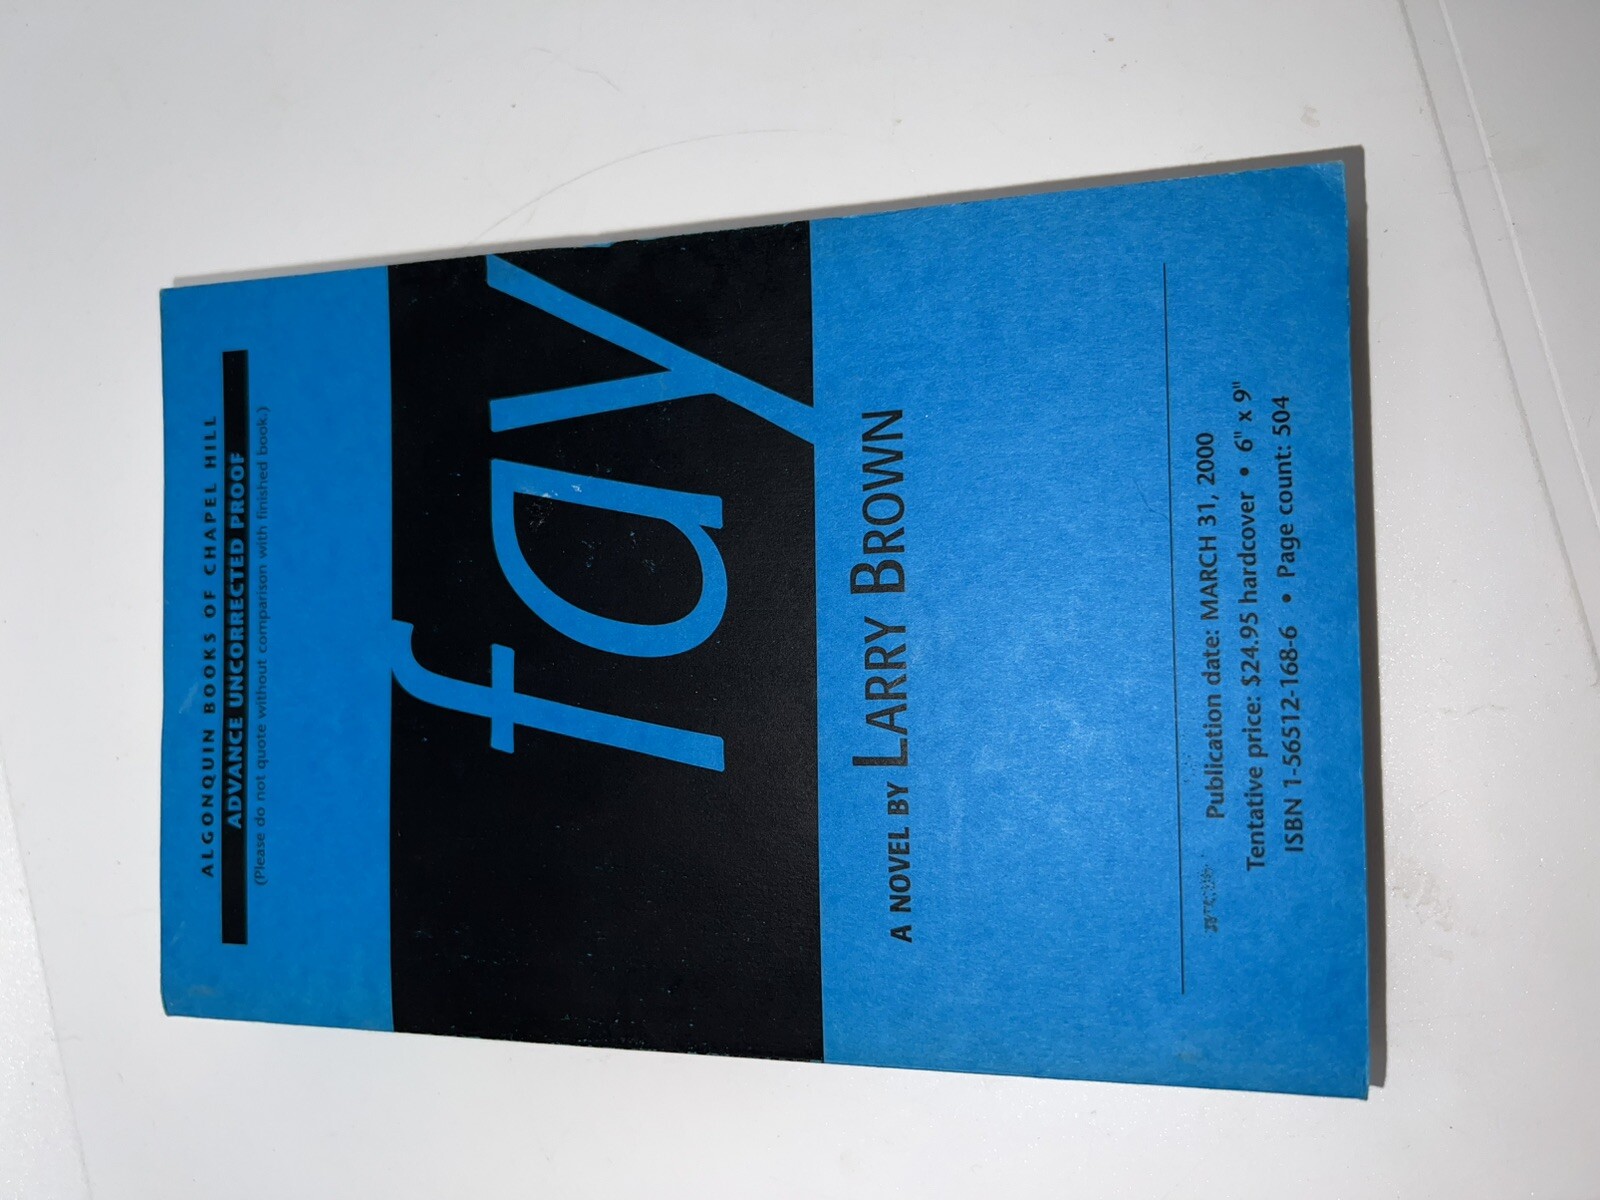 ALGONQUIN BOOKS OF CHAPEL HILL
ADVANCE UNCORRECTED PROOF
(Please do not quote without comparison with finished book.)
fay
A NOVEL BY LARRY BROWN
Publication date: MARCH 31, 2000
Tentative price: $24.95 hardcover • 6" x 9"
ISBN 1-56512-168-6 • Page count: 504